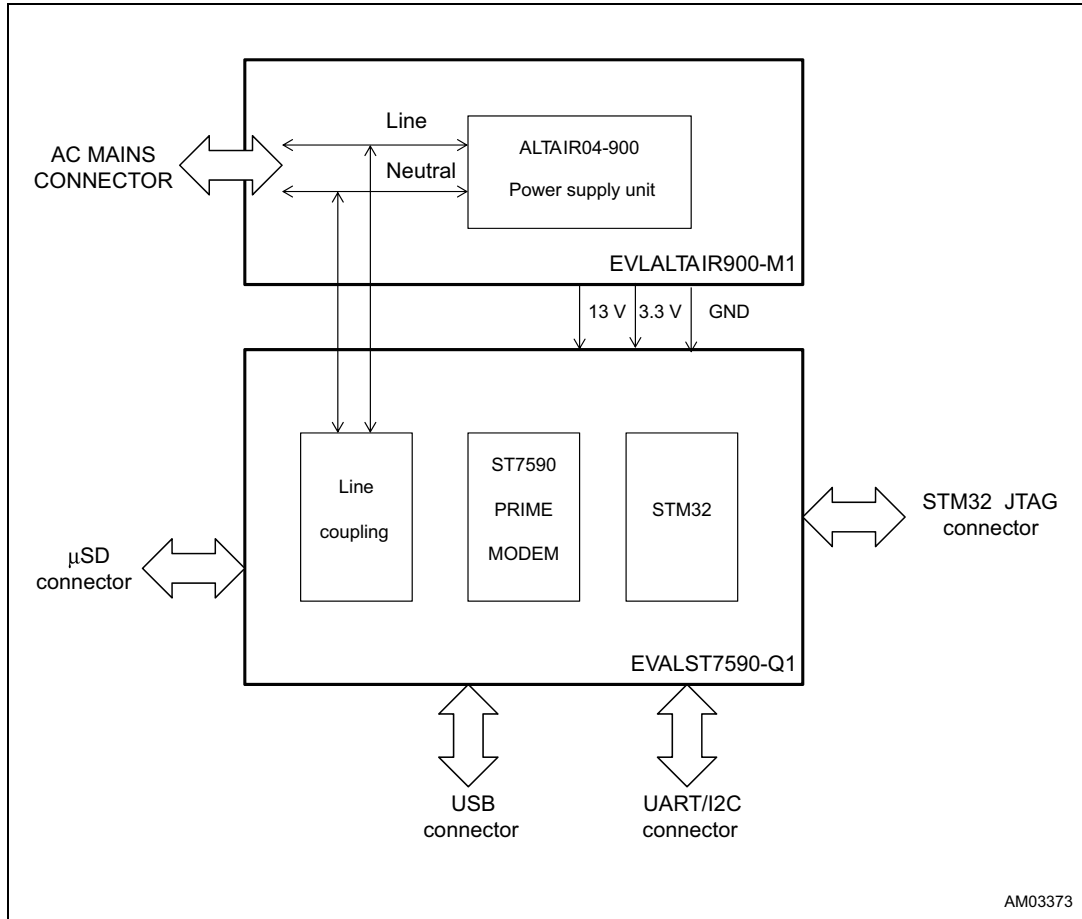 AC MAINS
CONNECTOR
Line
Neutral
ALTAIR04-900
Power supply unit
EVLALTAIR900-M1
13 V
3.3 V
GND
Line
coupling
ST7590
PRIME
MODEM
STM32
STM32 JTAG
connector
μSD
connector
EVALST7590-Q1
USB
connector
UART/I2C
connector
AM03373